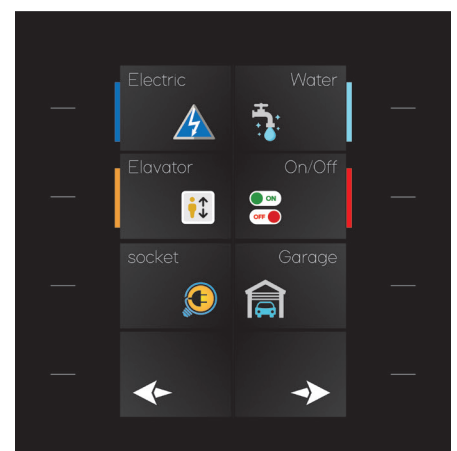 Electric
Water
Elavator
On/Off
ON
OFF
socket
Garage